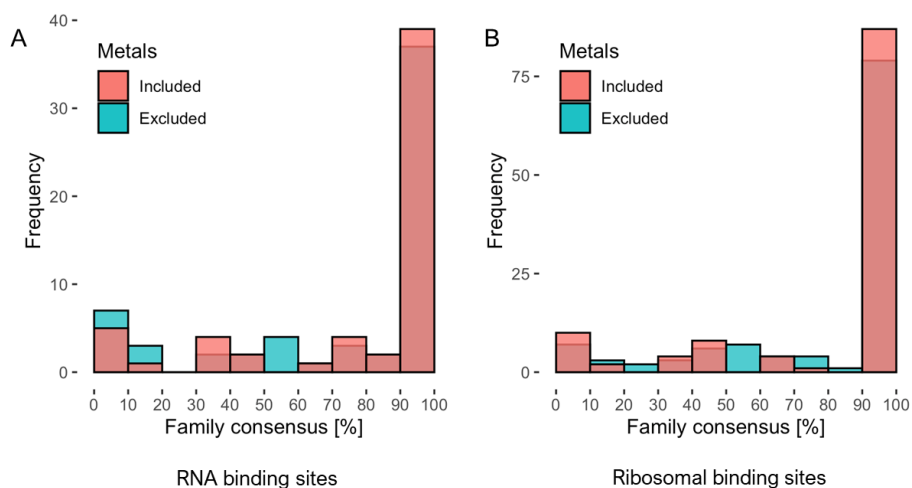 A
Metals
Included
Excluded
Frequency
40
30
20
10
0
0 10 20 30 40 50 60 70 80 90 100
Family consensus [%]
RNA binding sites
B
Metals
Included
Excluded
Frequency
75
50
25
0
0 10 20 30 40 50 60 70 80 90 100
Family consensus [%]
Ribosomal binding sites